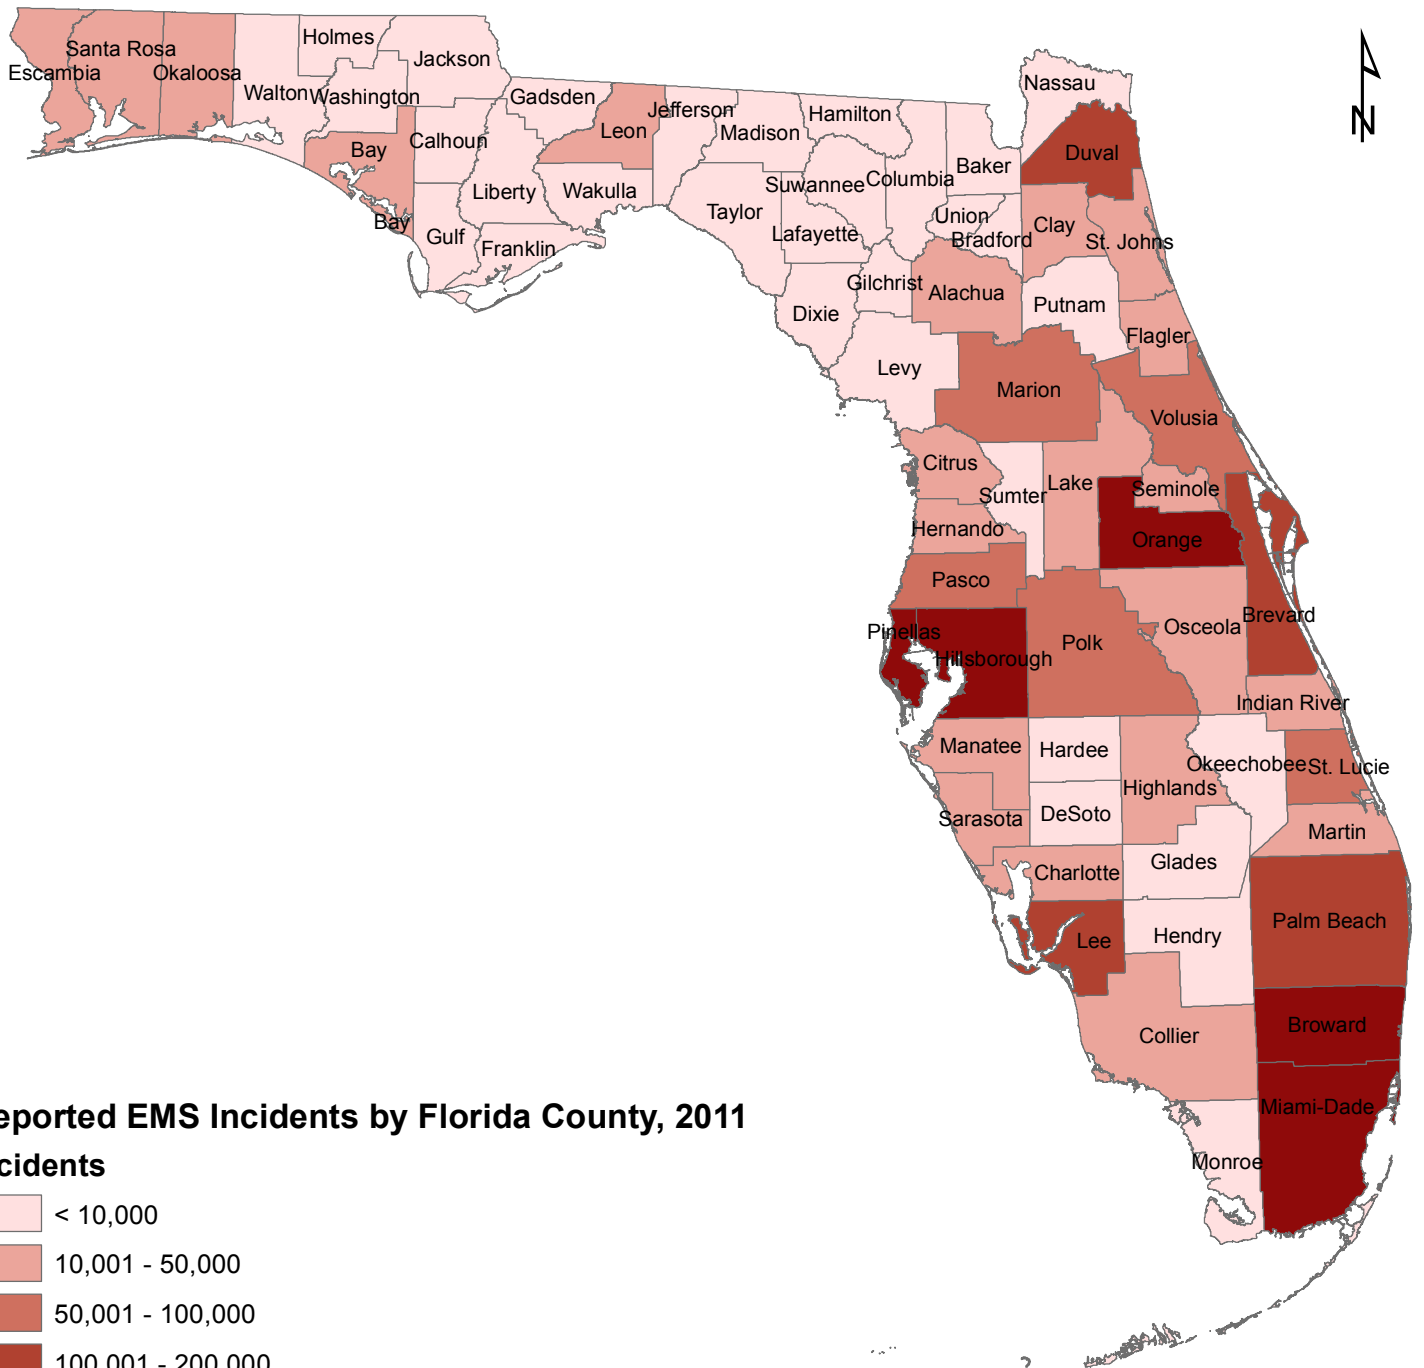 Holmes
Jackson
Santa Rosa
Escambia
Okaloosa
Walton
Washington
Gadsden
Nassau
Jefferson
Hamilton
Leon
Madison
Calhoun
Bay
Duval
Baker
Suwannee
Columbia
Liberty
Wakulla
Taylor
Union
Bay
Clay
Lafayette
Bradford
St. Johns
Gulf
Franklin
Gilchrist
Alachua
Putnam
Dixie
Flagler
Levy
Marion
Volusia
Citrus
Lake
Seminole
Sumter
Hernando
Orange
Pasco
Brevard
Osceola
Pinellas
Polk
Hillsborough
Indian River
Manatee
Hardee
Okeechobee
St. Lucie
Highlands
DeSoto
Sarasota
Martin
Glades
Charlotte
Palm Beach
Hendry
Lee
Broward
Collier
Miami-Dade
Monroe
N
eported EMS Incidents by Florida County, 2011
cidents
< 10,000
10,001 - 50,000
50,001 - 100,000
100,001 - 200,000